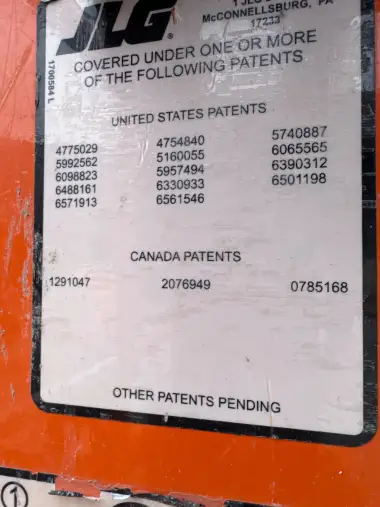 JLG
McCONNELLSBURG, PA
17233
COVERED UNDER ONE OR MORE
OF THE FOLLOWING PATENTS
1700584 L
UNITED STATES PATENTS
4775029 4754840 5740887
5992562 5160055 6065565
6098823 5957494 6390312
6488161 6330933 6501198
6571913 6561546
CANADA PATENTS
1291047 2076949 0785168
OTHER PATENTS PENDING
1